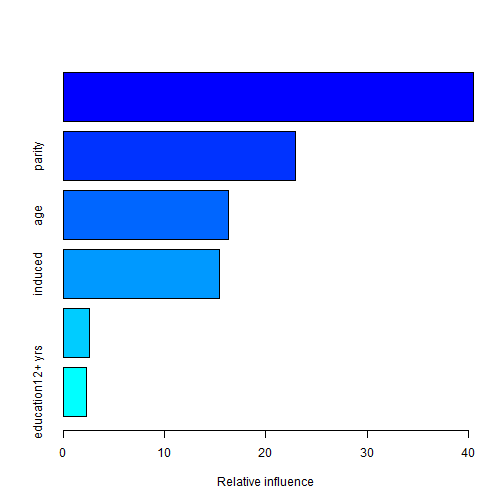 parity
age
induced
education12+ yrs
0 10 20 30 40
Relative influence